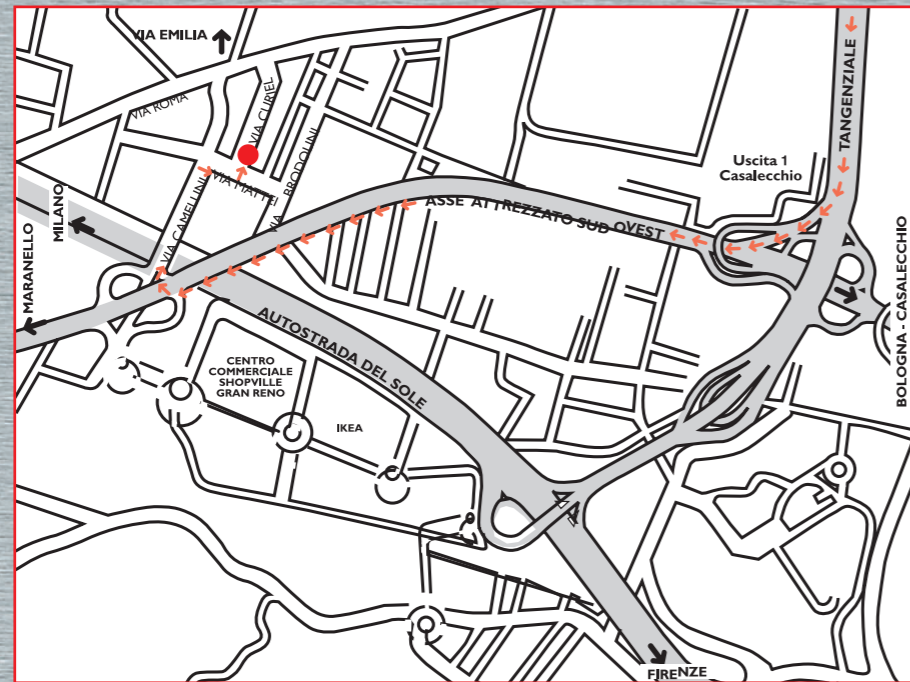 VIA EMILIA
VIA ROMA
VIA CURIEL
TANGENZIALE
VIA BRODOLINI
Uscita 1
Casalecchio
VIA MATTEI
VIA CAMELLINI
MILANO
MARANELLO
ASSE ATTREZZATO SUD OVEST
BOLOGNA - CASALECCHIO
AUTOSTRADA DEL SOLE
CENTRO
COMMERCIALE
SHOPVILLE
GRAN RENO
IKEA
FIRENZE